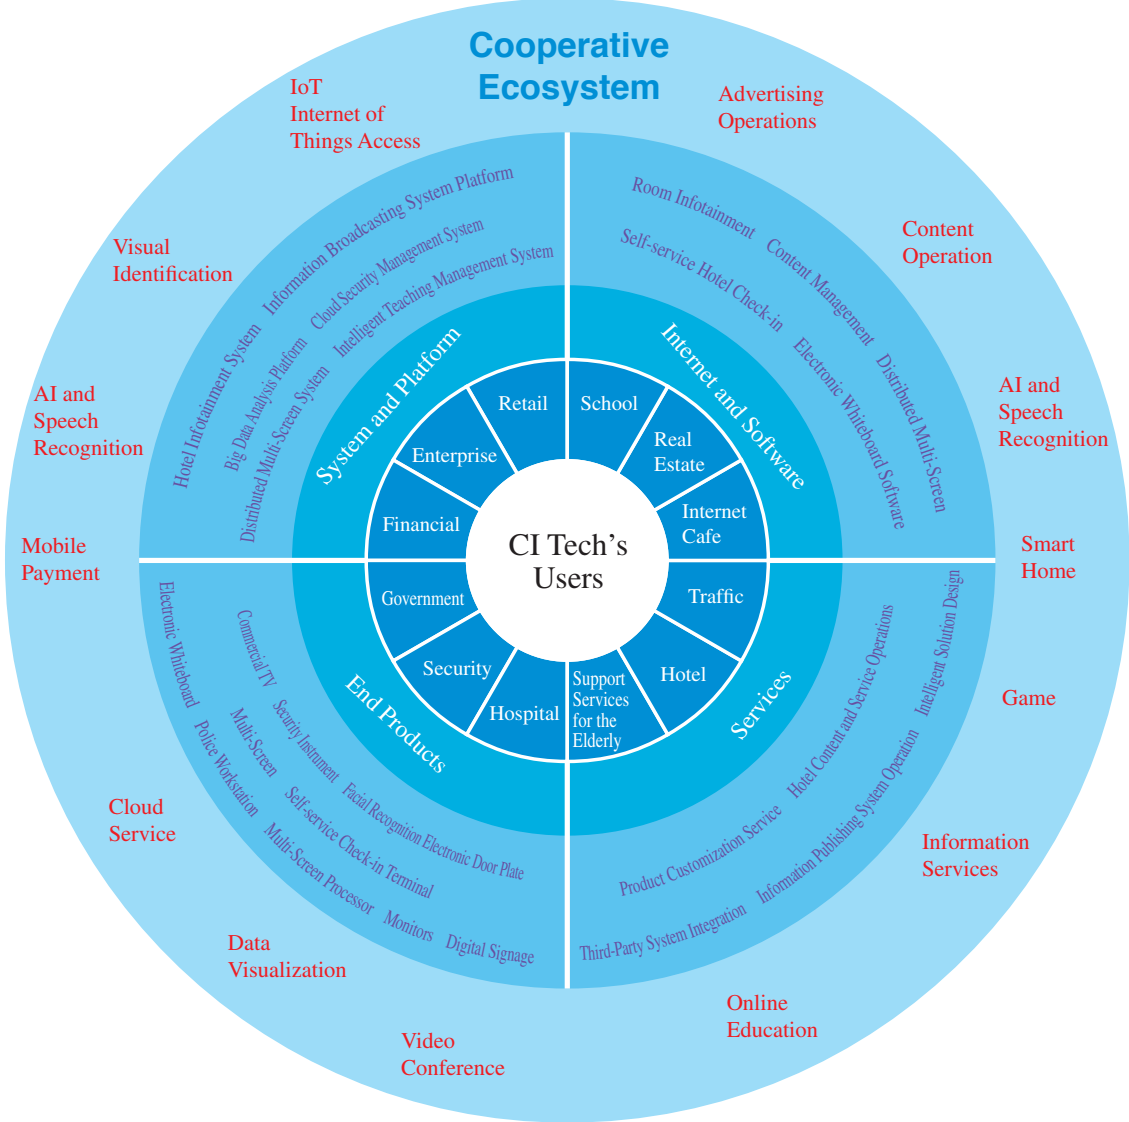 Cooperative
Ecosystem
IoT
Internet of
Things Access
Advertising
Operations
Visual
Identification
Content
Operation
AI and
Speech
Recognition
AI and
Speech
Recognition
Mobile
Payment
Smart
Home
Game
Cloud
Service
Information
Services
Data
Visualization
Online
Education
Video
Conference
Hotel Infotainment System
Information Broadcasting System Platform
Big Data Analysis Platform
Cloud Security Management System
Distributed Multi-Screen System
Intelligent Teaching Management System
System and Platform
Room Infotainment
Content Management
Distributed Multi-Screen
Self-service Hotel Check-in
Electronic Whiteboard Software
Internet and Software
Retail
School
Enterprise
Real
Estate
Financial
Internet
Cafe
CI Tech's
Users
Government
Traffic
Security
Hotel
Hospital
Support
Services
for the
Elderly
End Products
Commercial TV
Security Instrument
Facial Recognition Electronic Door Plate
Multi-Screen
Self-service Check-in Terminal
Electronic Whiteboard
Police Workstation
Multi-Screen Processor
Monitors
Digital Signage
Services
Product Customization Service
Hotel Content and Service Operations
Third-Party System Integration
Information Publishing System Operation
Intelligent Solution Design